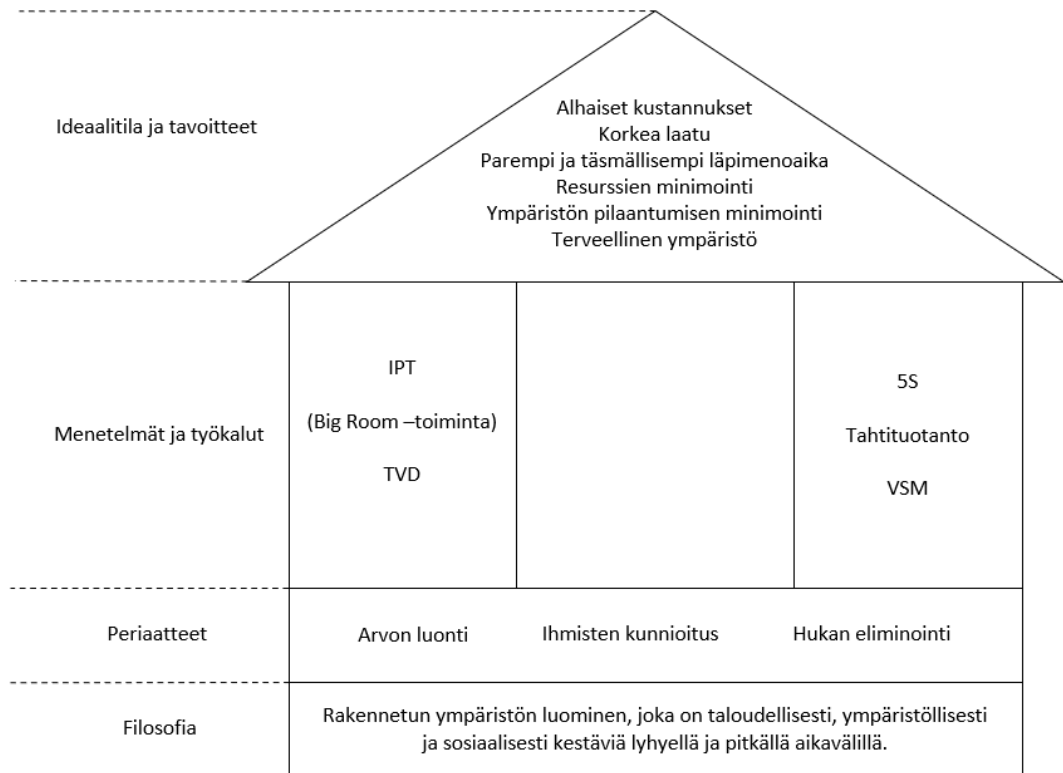 Ideaalitila ja tavoitteet
Alhaiset kustannukset
Korkea laatu
Parempi ja täsmällisempi läpimenoaika
Resurssien minimointi
Ympäristön pilaantumisen minimointi
Terveellinen ympäristö
Menetelmät ja työkalut
IPT
(Big Room –toiminta)
TVD
5S
Tahtituotanto
VSM
Periaatteet
Arvon luonti
Ihmisten kunnioitus
Hukan eliminointi
Filosofia
Rakennetun ympäristön luominen, joka on taloudellisesti, ympäristöllisesti
ja sosiaalisesti kestäviä lyhyellä ja pitkällä aikavälillä.